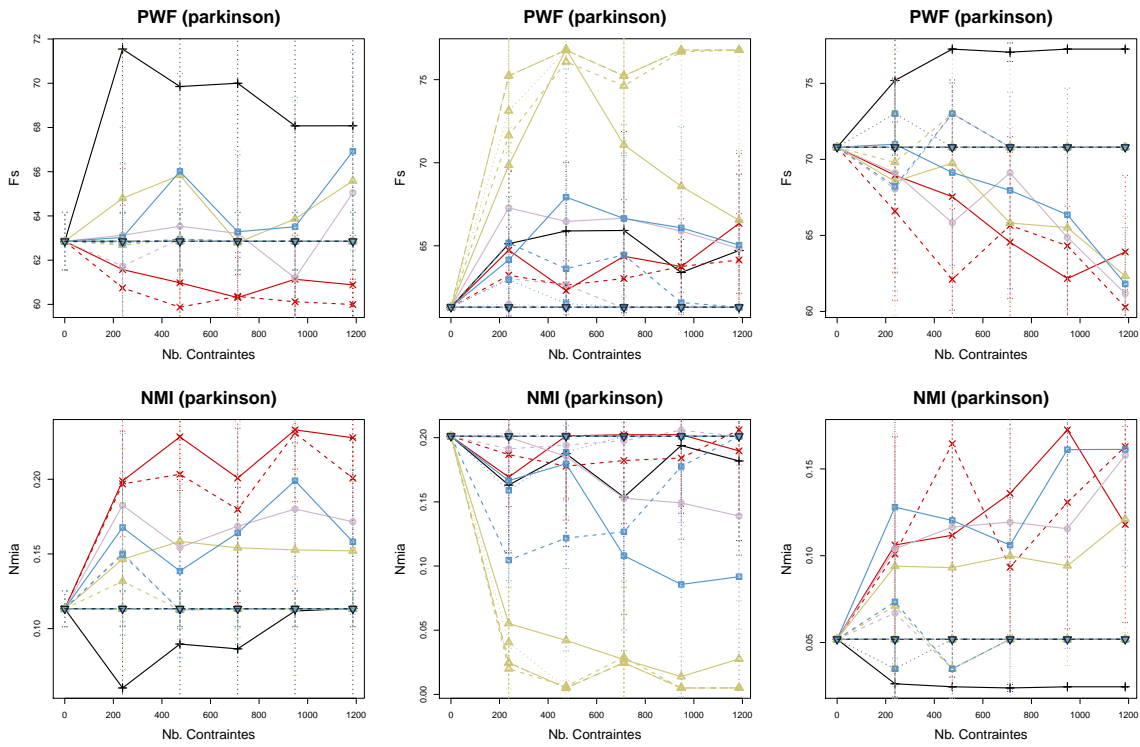 PWF (parkinson)
72
70
68
66
64
62
60
Fs
0 200 400 600 800 1000 1200
Nb. Contraintes
PWF (parkinson)
75
70
65
Fs
0 200 400 600 800 1000 1200
Nb. Contraintes
PWF (parkinson)
75
70
65
60
Fs
0 200 400 600 800 1000 1200
Nb. Contraintes
NMI (parkinson)
0.20
0.15
0.10
Nmia
0 200 400 600 800 1000 1200
Nb. Contraintes
NMI (parkinson)
0.20
0.15
0.10
0.05
0.00
Nmia
0 200 400 600 800 1000 1200
Nb. Contraintes
NMI (parkinson)
0.15
0.10
0.05
Nmia
0 200 400 600 800 1000 1200
Nb. Contraintes